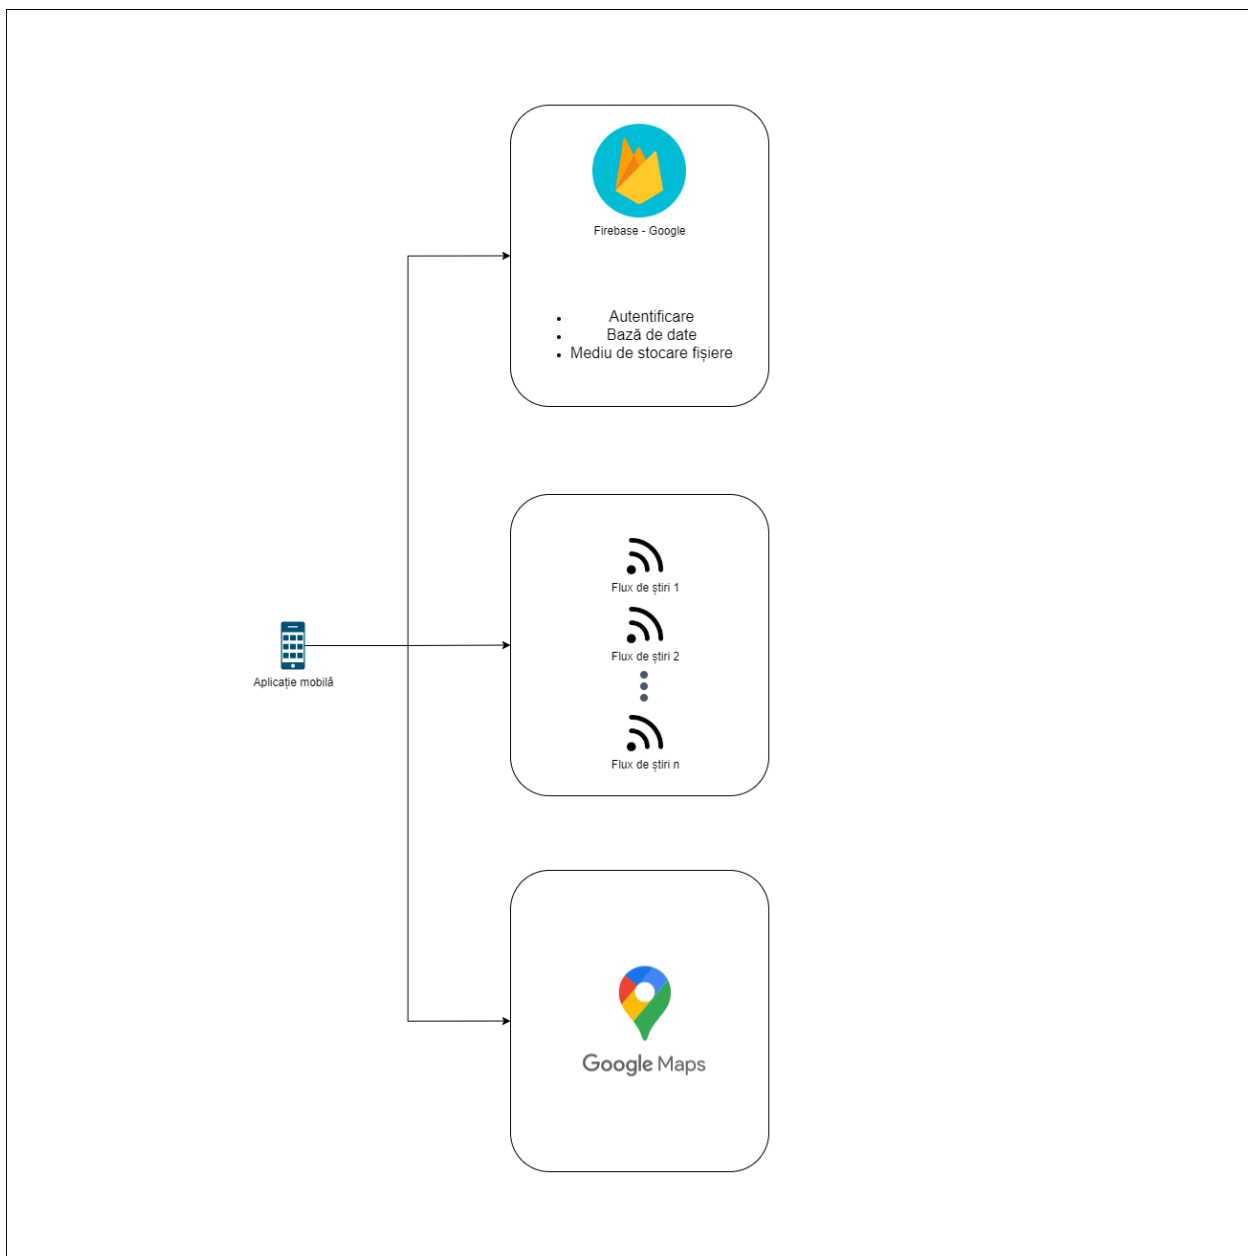 Firebase - Google
Autentificare
Bază de date
Mediu de stocare fișiere
Flux de știri 1
Flux de știri 2
Aplicație mobilă
Flux de știri n
Google Maps